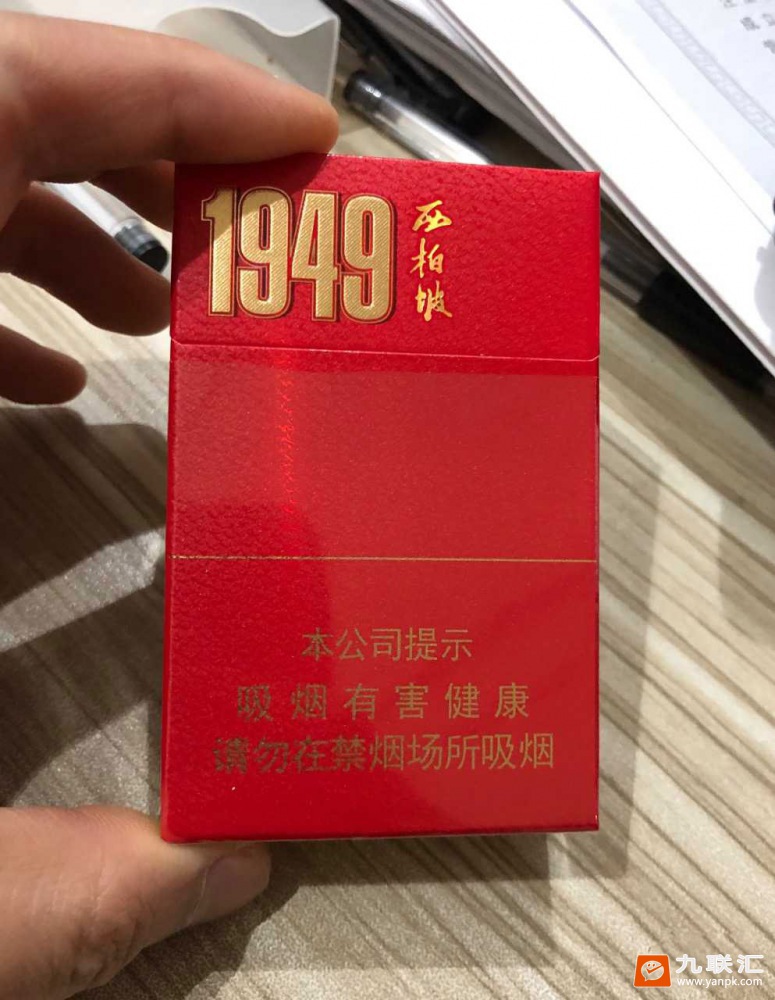 1949
西柏坡
本公司提示
吸烟有害健康
请勿在禁烟场所吸烟
九联汇
www.yanpk.com